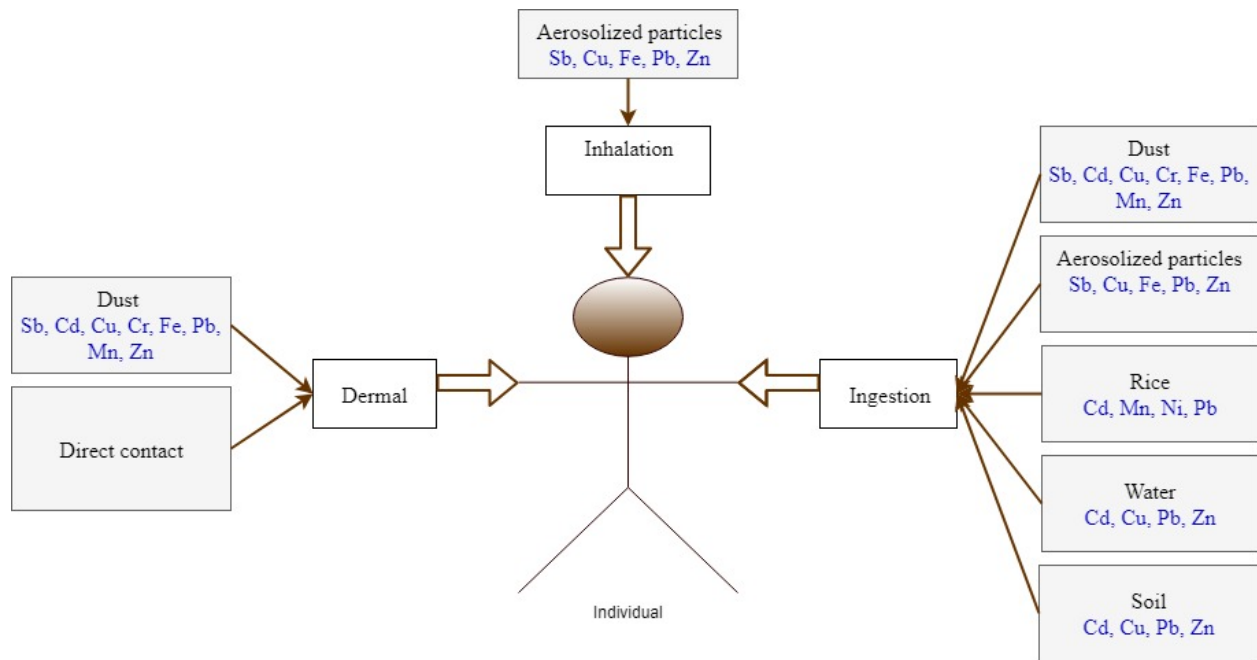 Aerosolized particles
Sb, Cu, Fe, Pb, Zn
Inhalation
Dust
Sb, Cd, Cu, Cr, Fe, Pb,
Mn, Zn
Direct contact
Dermal
Individual
Ingestion
Dust
Sb, Cd, Cu, Cr, Fe, Pb,
Mn, Zn
Aerosolized particles
Sb, Cu, Fe, Pb, Zn
Rice
Cd, Mn, Ni, Pb
Water
Cd, Cu, Pb, Zn
Soil
Cd, Cu, Pb, Zn